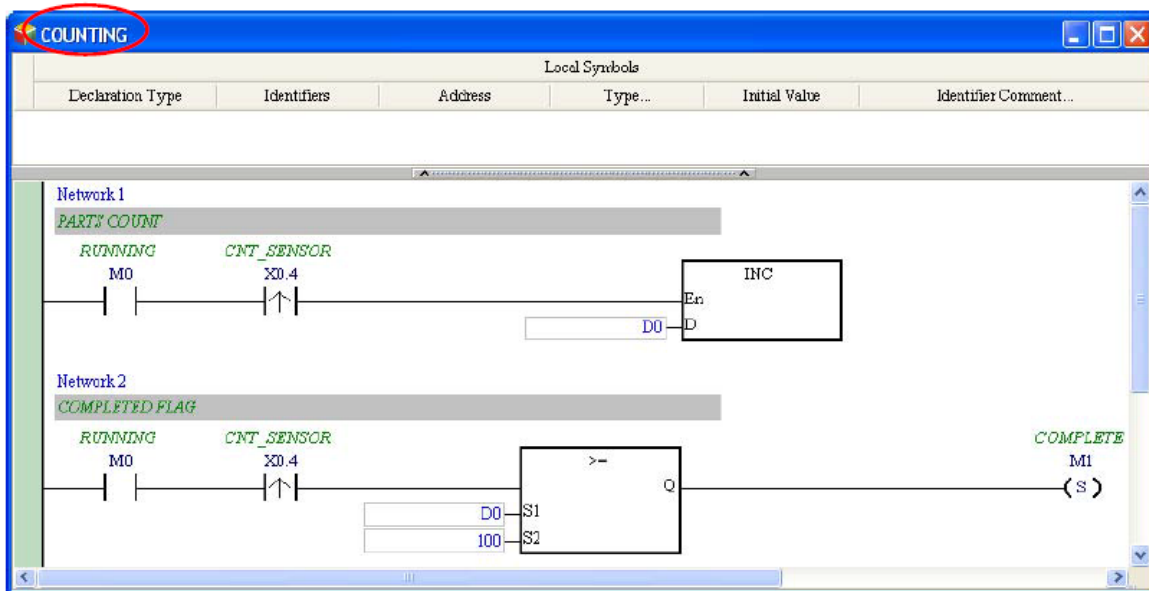 COUNTING
Local Symbols
Declaration Type Identifiers Address Type... Initial Value Identifier Comment...
Network 1
PARTS COUNT
RUNNING CNT_SENSOR
M0 X0.4 INC
En
D0 D
Network 2
COMPLETED FLAG
RUNNING CNT_SENSOR COMPLETE
M0 X0.4 >= M1
Q S
D0 S1
100 S2